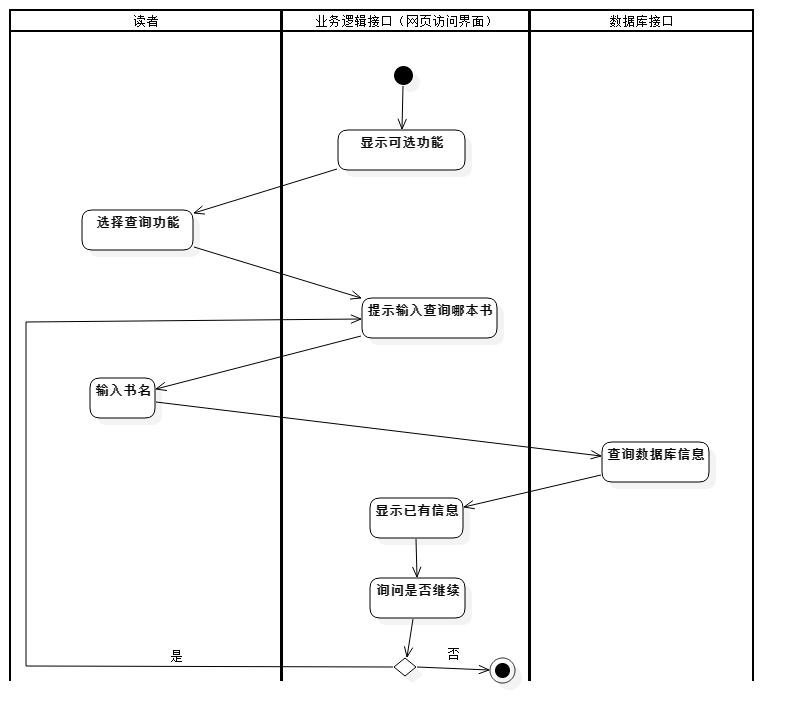 读者
业务逻辑接口（网页访问界面）
数据库接口
显示可选功能
选择查询功能
提示输入查询哪本书
输入书名
查询数据库信息
显示已有信息
询问是否继续
是
否